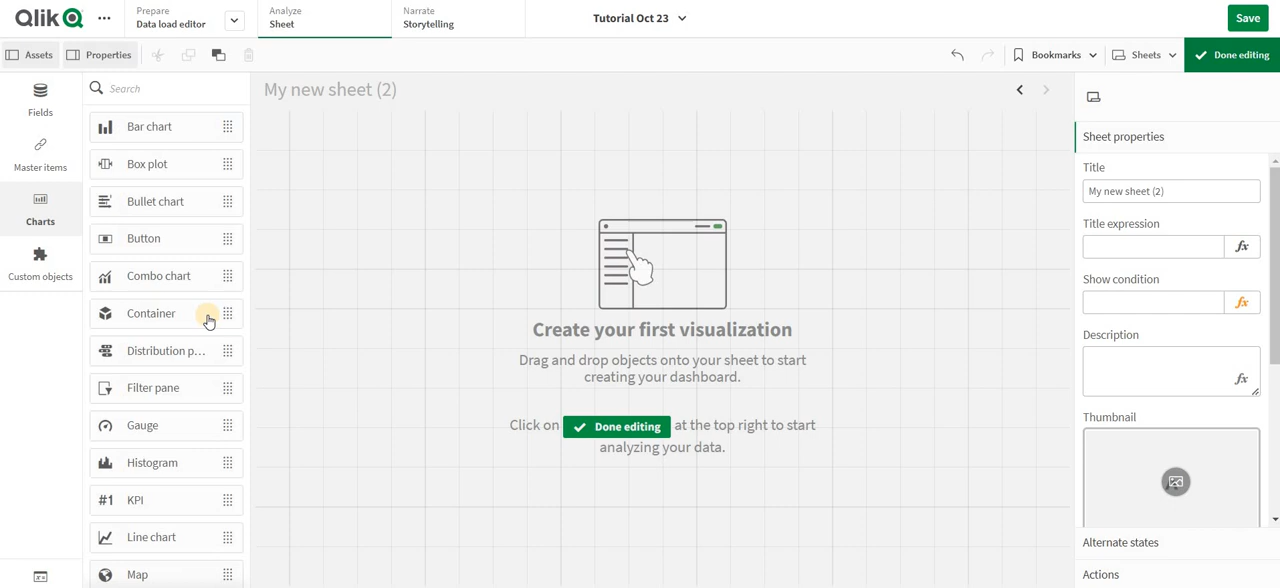 Qlik
Prepare
Data load editor
Analyze
Sheet
Narrate
Storytelling
Tutorial Oct 23
Save
Assets
Properties
Bookmarks
Sheets
Done editing
Fields
Master items
Charts
Custom objects
Search
Bar chart
Box plot
Bullet chart
Button
Combo chart
Container
Distribution p...
Filter pane
Gauge
Histogram
#1 KPI
Line chart
Map
My new sheet (2)
Create your first visualization
Drag and drop objects onto your sheet to start
creating your dashboard.
Click on Done editing at the top right to start
analyzing your data.
Sheet properties
Title
My new sheet (2)
Title expression
fx
Show condition
fx
Description
fx
Thumbnail
Alternate states
Actions